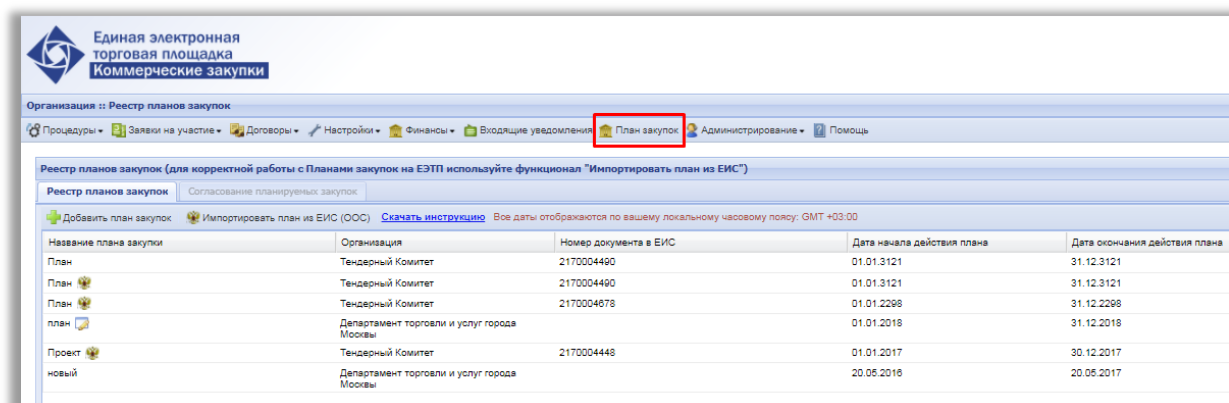 Единая электронная
торговая площадка
Коммерческие закупки
Организация :: Реестр планов закупок
Процедуры Заявки на участие Договоры Настройки Финансы Входящие уведомления План закупок Администрирование Помощь
Реестр планов закупок (для корректной работы с Планами закупок на ЕЭТП используйте функционал "Импортировать план из ЕИС")
Реестр планов закупок Согласование планируемых закупок
Добавить план закупок Импортировать план из ЕИС (ООС) Скачать инструкцию Все даты отображаются по вашему локальному часовому поясу: GMT +03:00
Название плана закупки Организация Номер документа в ЕИС Дата начала действия плана Дата окончания действия плана
План Тендерный Комитет 2170004490 01.01.3121 31.12.3121
План Тендерный Комитет 2170004490 01.01.3121 31.12.3121
План Тендерный Комитет 2170004678 01.01.2298 31.12.2298
план Департамент торговли и услуг города 01.01.2018 31.12.2018
Москвы
Проект Тендерный Комитет 2170004448 01.01.2017 30.12.2017
новый Департамент торговли и услуг города 20.05.2016 20.05.2017
Москвы